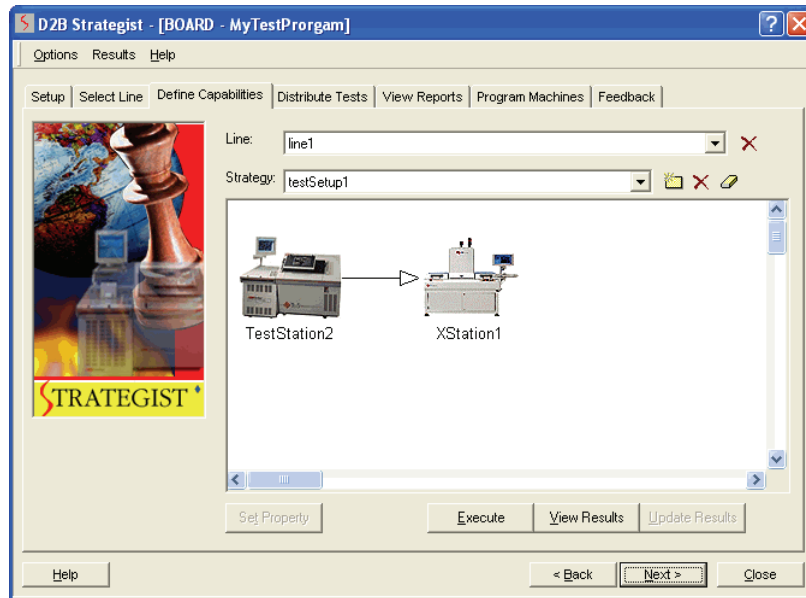 D2B Strategist - [BOARD - MyTestProrgam]
Options Results Help
Setup Select Line Define Capabilities Distribute Tests View Reports Program Machines Feedback
Line: line1
Strategy: testSetup1
TestStation2 XStation1
STRATEGIST
Set Property Execute View Results Update Results
Help < Back Next > Close